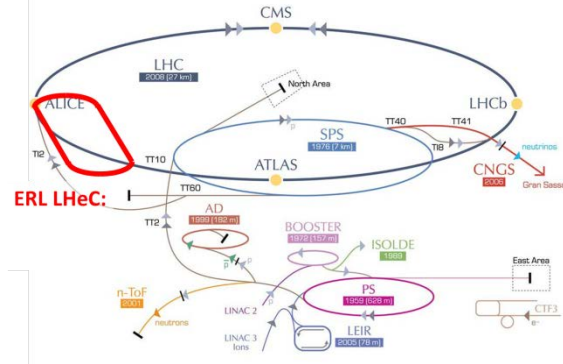 CMS
LHC
2008 (27 km)
North Area
ALICE
LHCb
TT40
TT41
SPS
1976 (7 km)
TI8
TI2
TT10
ATLAS
CNGS
2006
neutrinos
Gran Sasso
TT60
ERL LHeC:
AD
1999 (182 m)
TT2
BOOSTER
1972 (157 m)
ISOLDE
1989
East Area
n-ToF
2001
neutrons
LINAC 2
PS
1959 (628 m)
CTF3
e-
LINAC 3
Ions
LEIR
2005 (78 m)
p
p
p
p̅